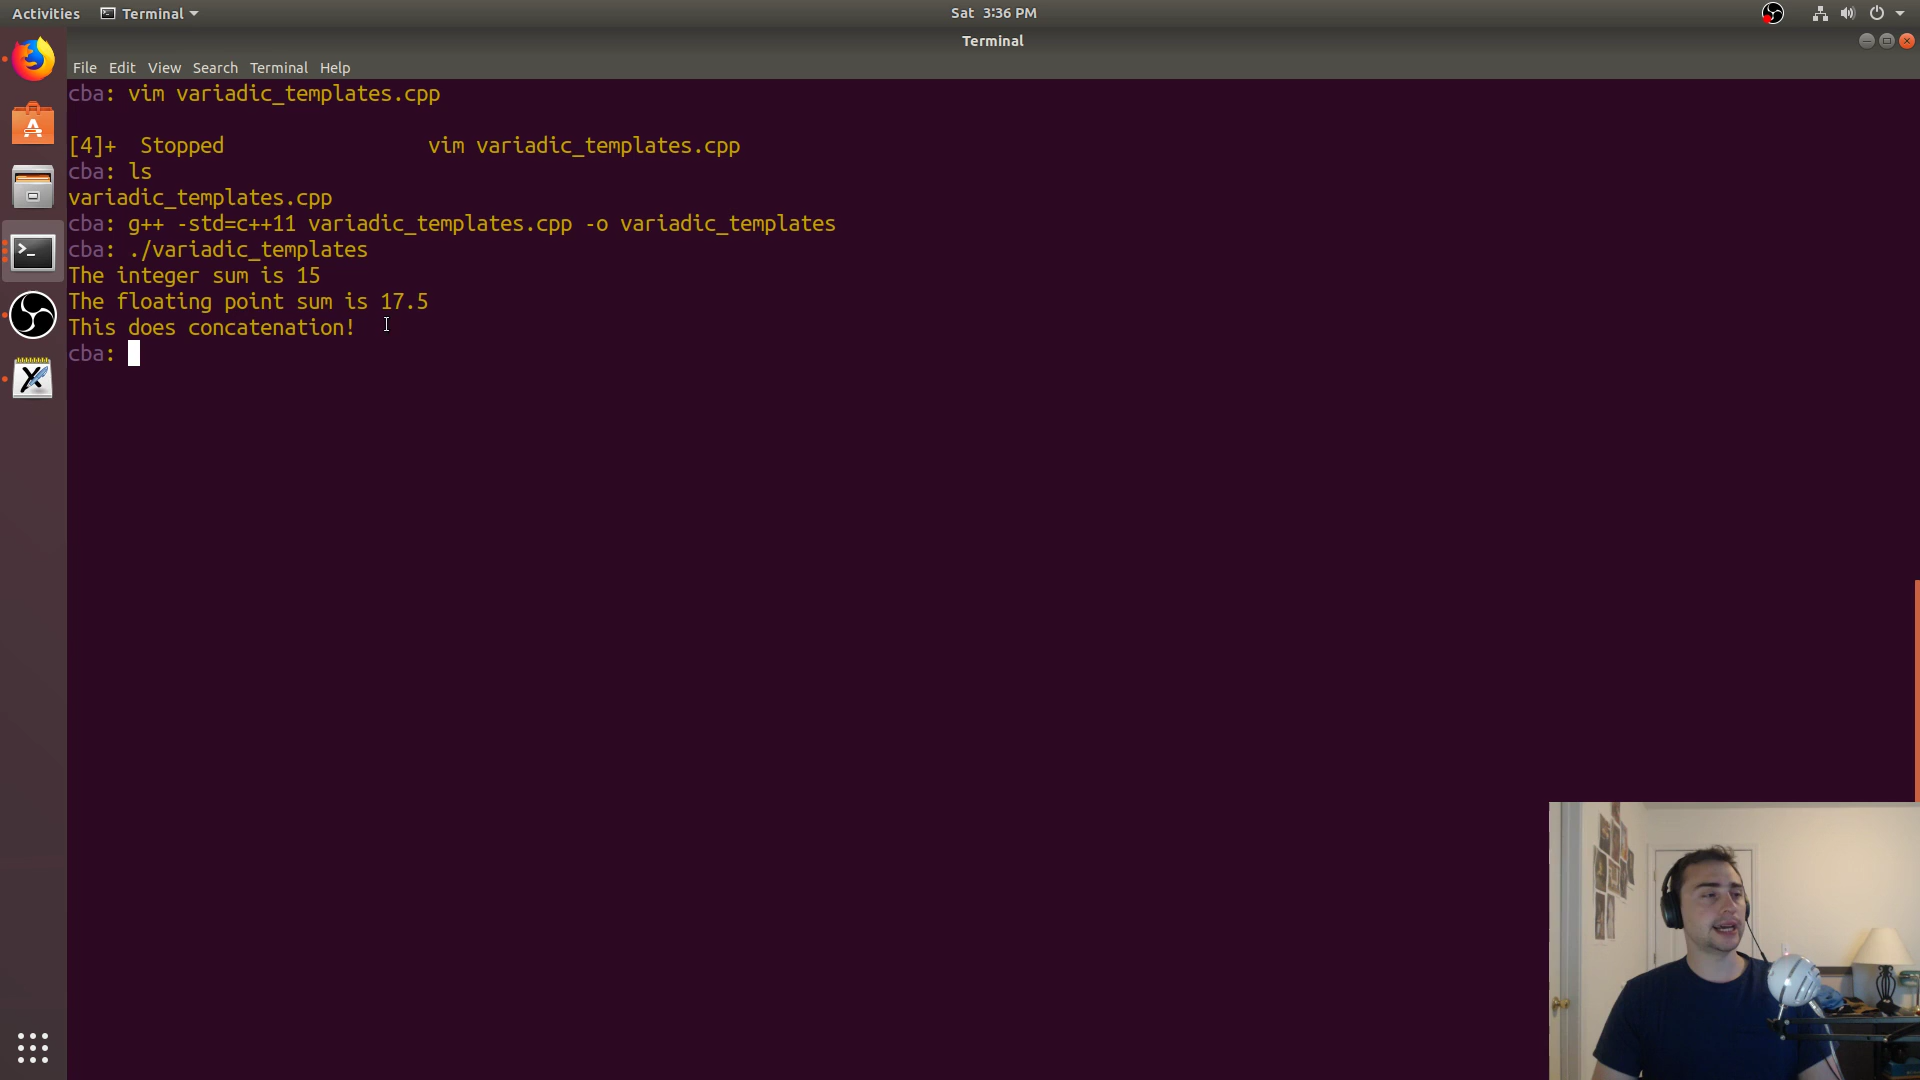 Activities Terminal Sat 3:36 PM
Terminal
File Edit View Search Terminal Help
cba: vim variadic_templates.cpp
[4]+ Stopped vim variadic_templates.cpp
cba: ls
variadic_templates.cpp
cba: g++ -std=c++11 variadic_templates.cpp -o variadic_templates
cba: ./variadic_templates
The integer sum is 15
The floating point sum is 17.5
This does concatenation!
cba: